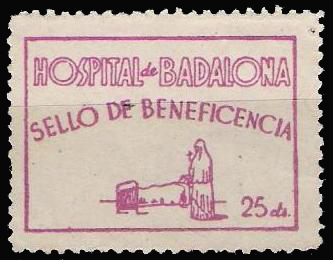 HOSPITAL de BADALONA
SELLO DE BENEFICENCIA
25 cts.